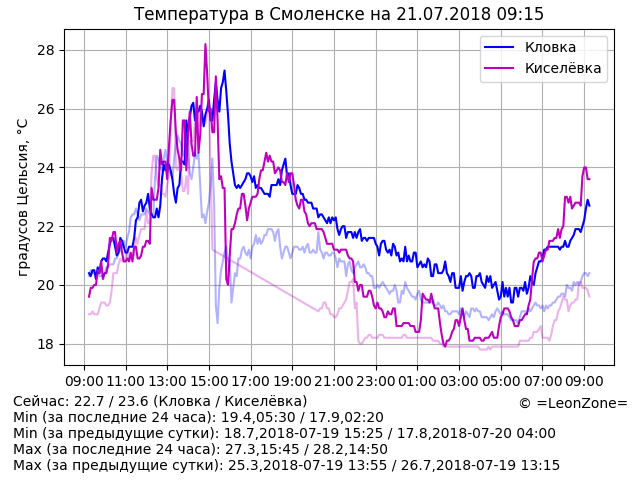 Температура в Смоленске на 21.07.2018 09:15
градусов Цельсия, °C
28
26
24
22
20
18
Кловка
Киселёвка
09:00 11:00 13:00 15:00 17:00 19:00 21:00 23:00 01:00 03:00 05:00 07:00 09:00
Сейчас: 22.7 / 23.6 (Кловка / Киселёвка)
© =LeonZone=
Min (за последние 24 часа): 19.4,05:30 / 17.9,02:20
Min (за предыдущие сутки): 18.7,2018-07-19 15:25 / 17.8,2018-07-20 04:00
Max (за последние 24 часа): 27.3,15:45 / 28.2,14:50
Max (за предыдущие сутки): 25.3,2018-07-19 13:55 / 26.7,2018-07-19 13:15